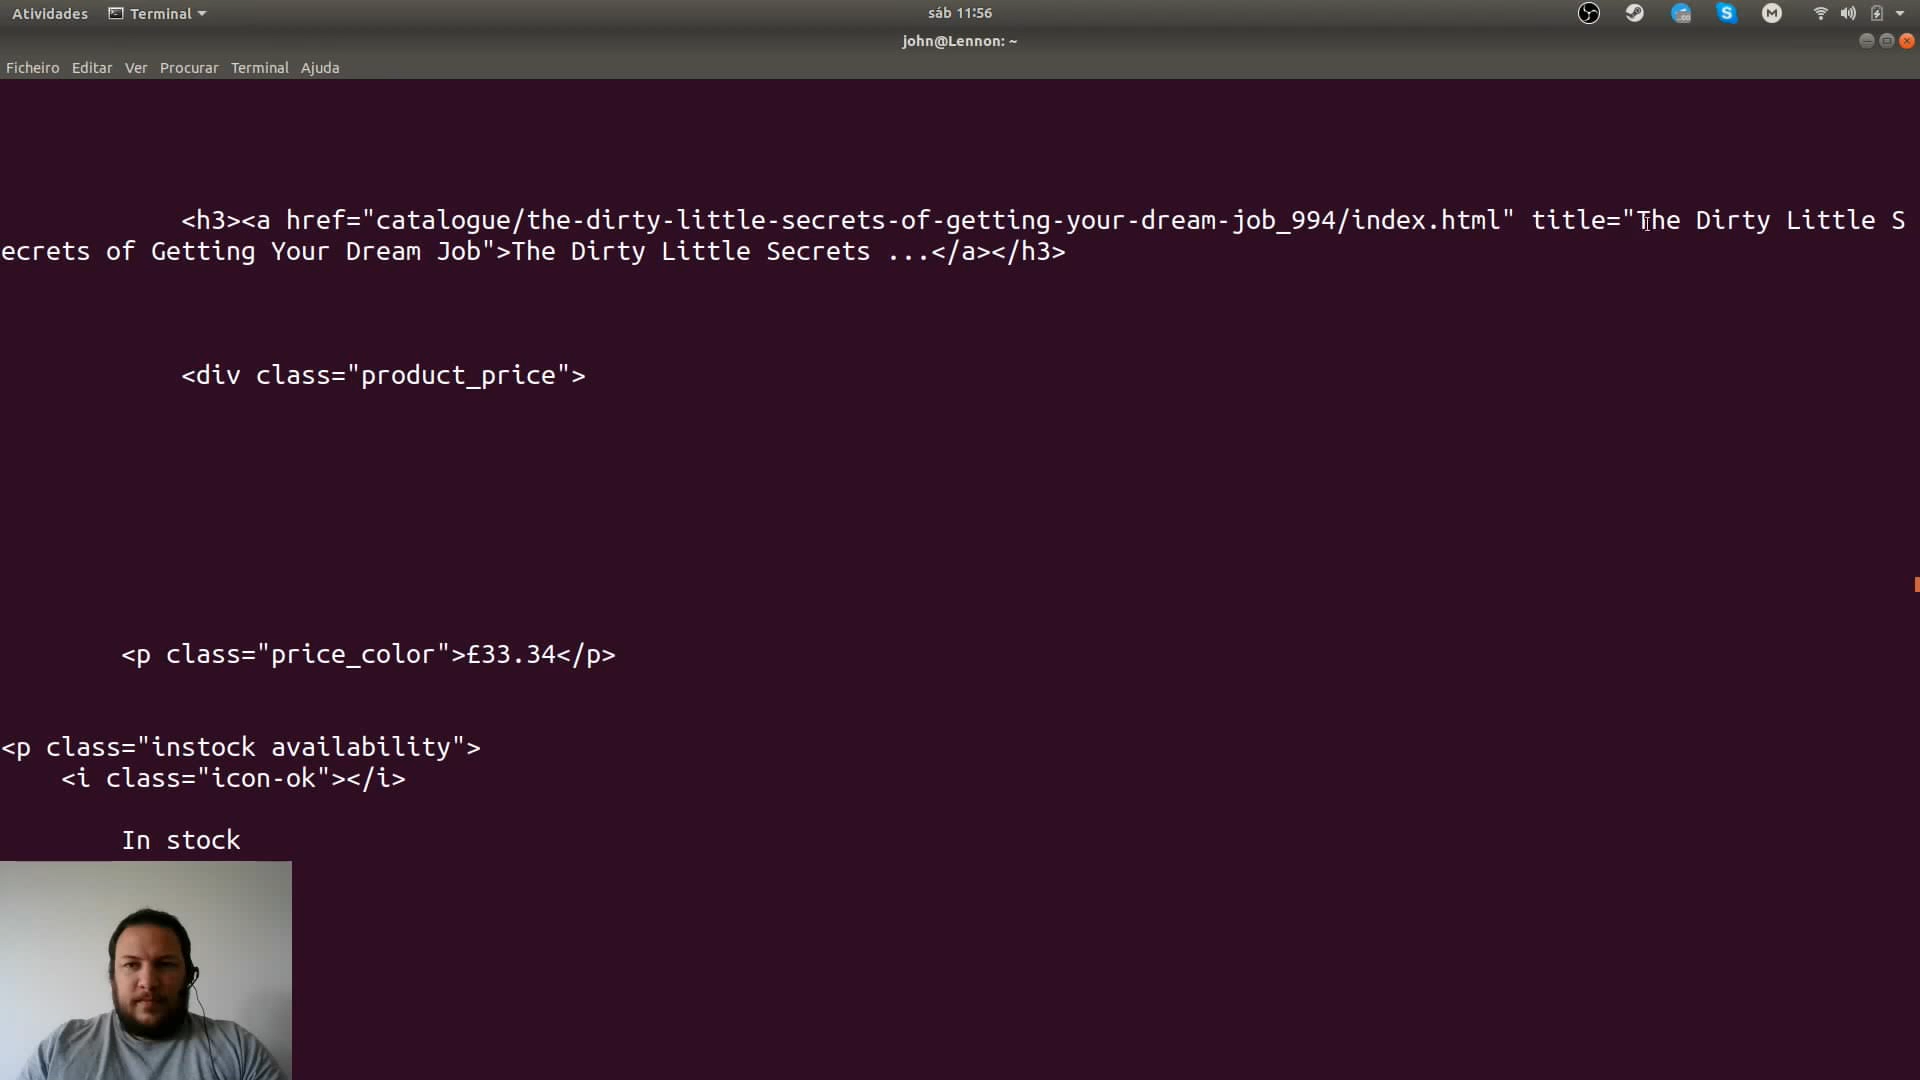 Atividades Terminal sáb 11:56
john@Lennon: ~
Ficheiro Editar Ver Procurar Terminal Ajuda
<h3><a href="catalogue/the-dirty-little-secrets-of-getting-your-dream-job_994/index.html" title="The Dirty Little S
ecrets of Getting Your Dream Job">The Dirty Little Secrets ...</a></h3>
<div class="product_price">
<p class="price_color">£33.34</p>
<p class="instock availability">
<i class="icon-ok"></i>
In stock